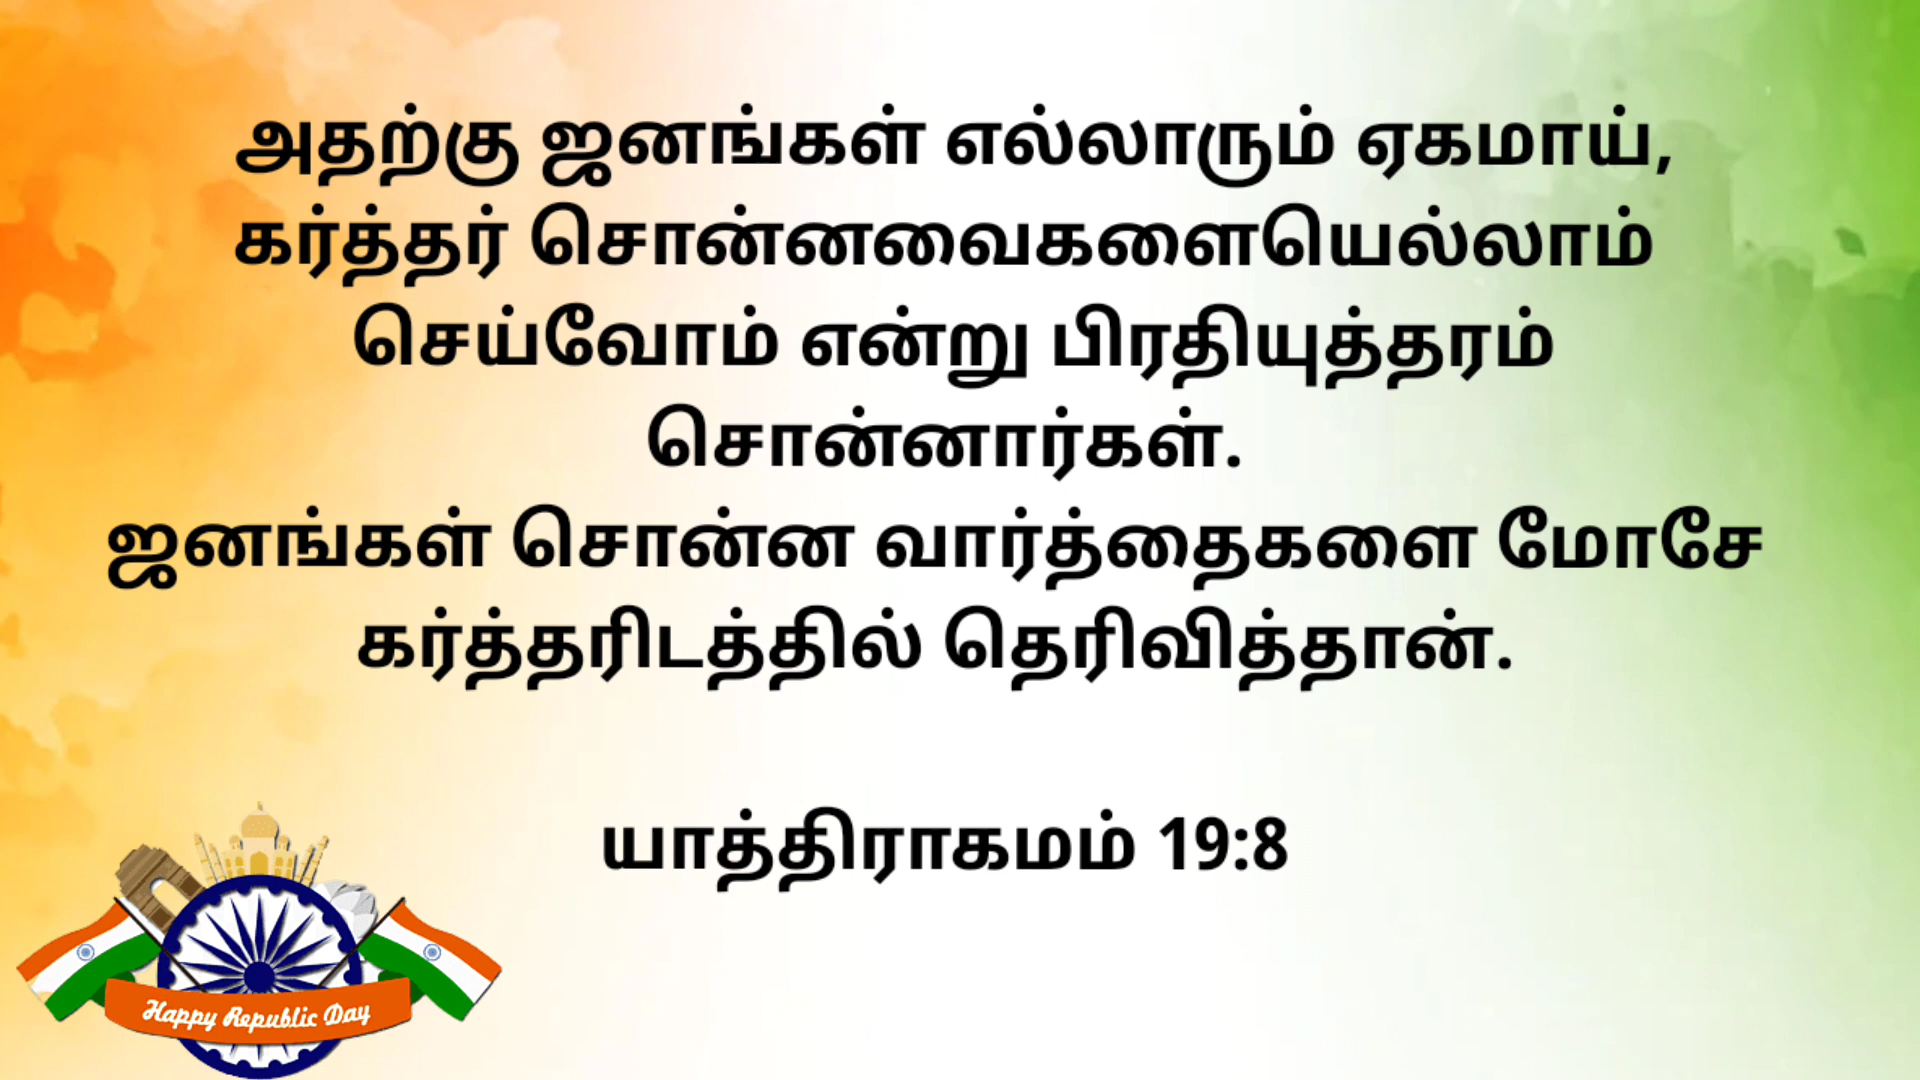 அதற்கு ஜனங்கள் எல்லாரும் ஏகமாய்,
கர்த்தர் சொன்னவைகளையெல்லாம்
செய்வோம் என்று பிரதியுத்தரம்
சொன்னார்கள்.
ஜனங்கள் சொன்ன வார்த்தைகளை மோசே
கர்த்தரிடத்தில் தெரிவித்தான்.
யாத்திராகமம் 19:8
Happy Republic Day